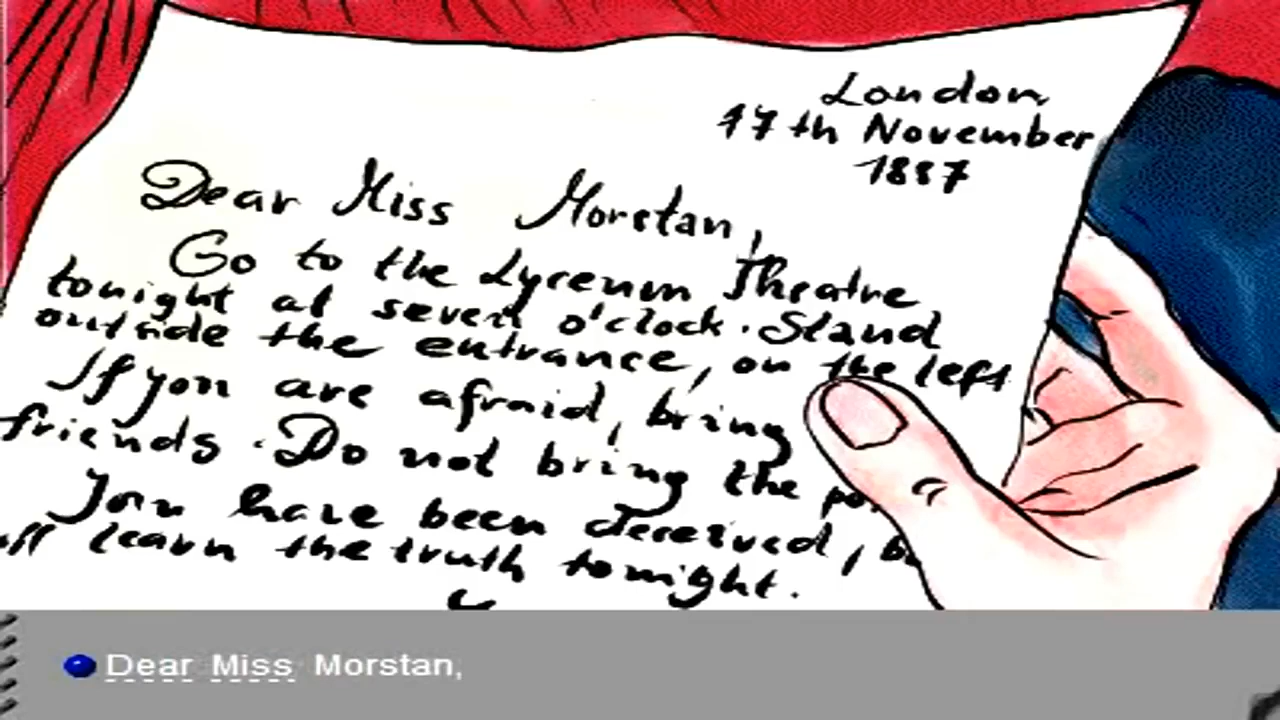 London
17th November
1887
Dear Miss Morstan,
Go to the Lyceum Theatre
tonight at seven o'clock. Stand
outside the entrance, on the left
If you are afraid, bring
friends. Do not bring the
You have been deceived,
learn the truth tonight.
Dear Miss Morstan,